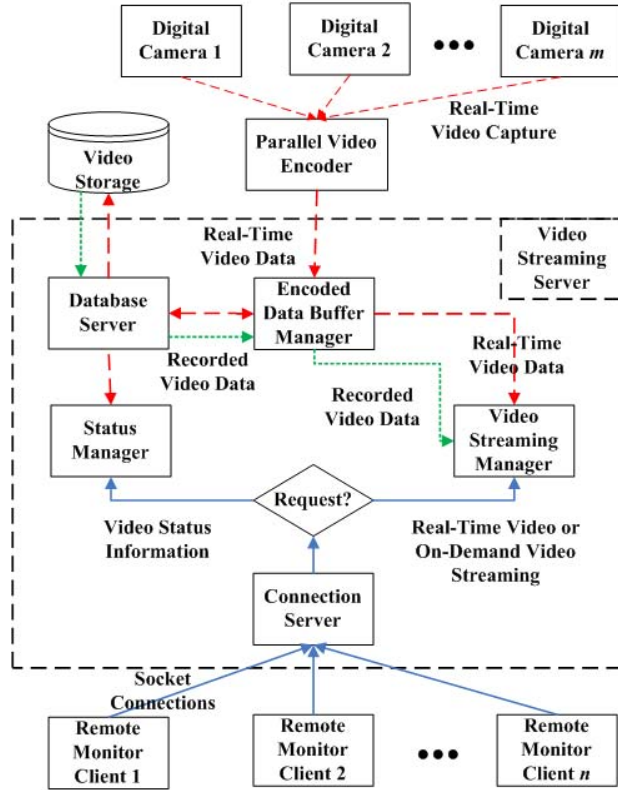 Digital
Camera 1
Digital
Camera 2
Digital
Camera m
Real-Time
Video Capture
Video
Storage
Parallel Video
Encoder
Real-Time
Video Data
Video
Streaming
Server
Database
Server
Encoded
Data Buffer
Manager
Recorded
Video Data
Real-Time
Video Data
Recorded
Video Data
Status
Manager
Video
Streaming
Manager
Request?
Video Status
Information
Real-Time Video or
On-Demand Video
Streaming
Connection
Server
Socket
Connections
Remote
Monitor
Client 1
Remote
Monitor
Client 2
Remote
Monitor
Client n